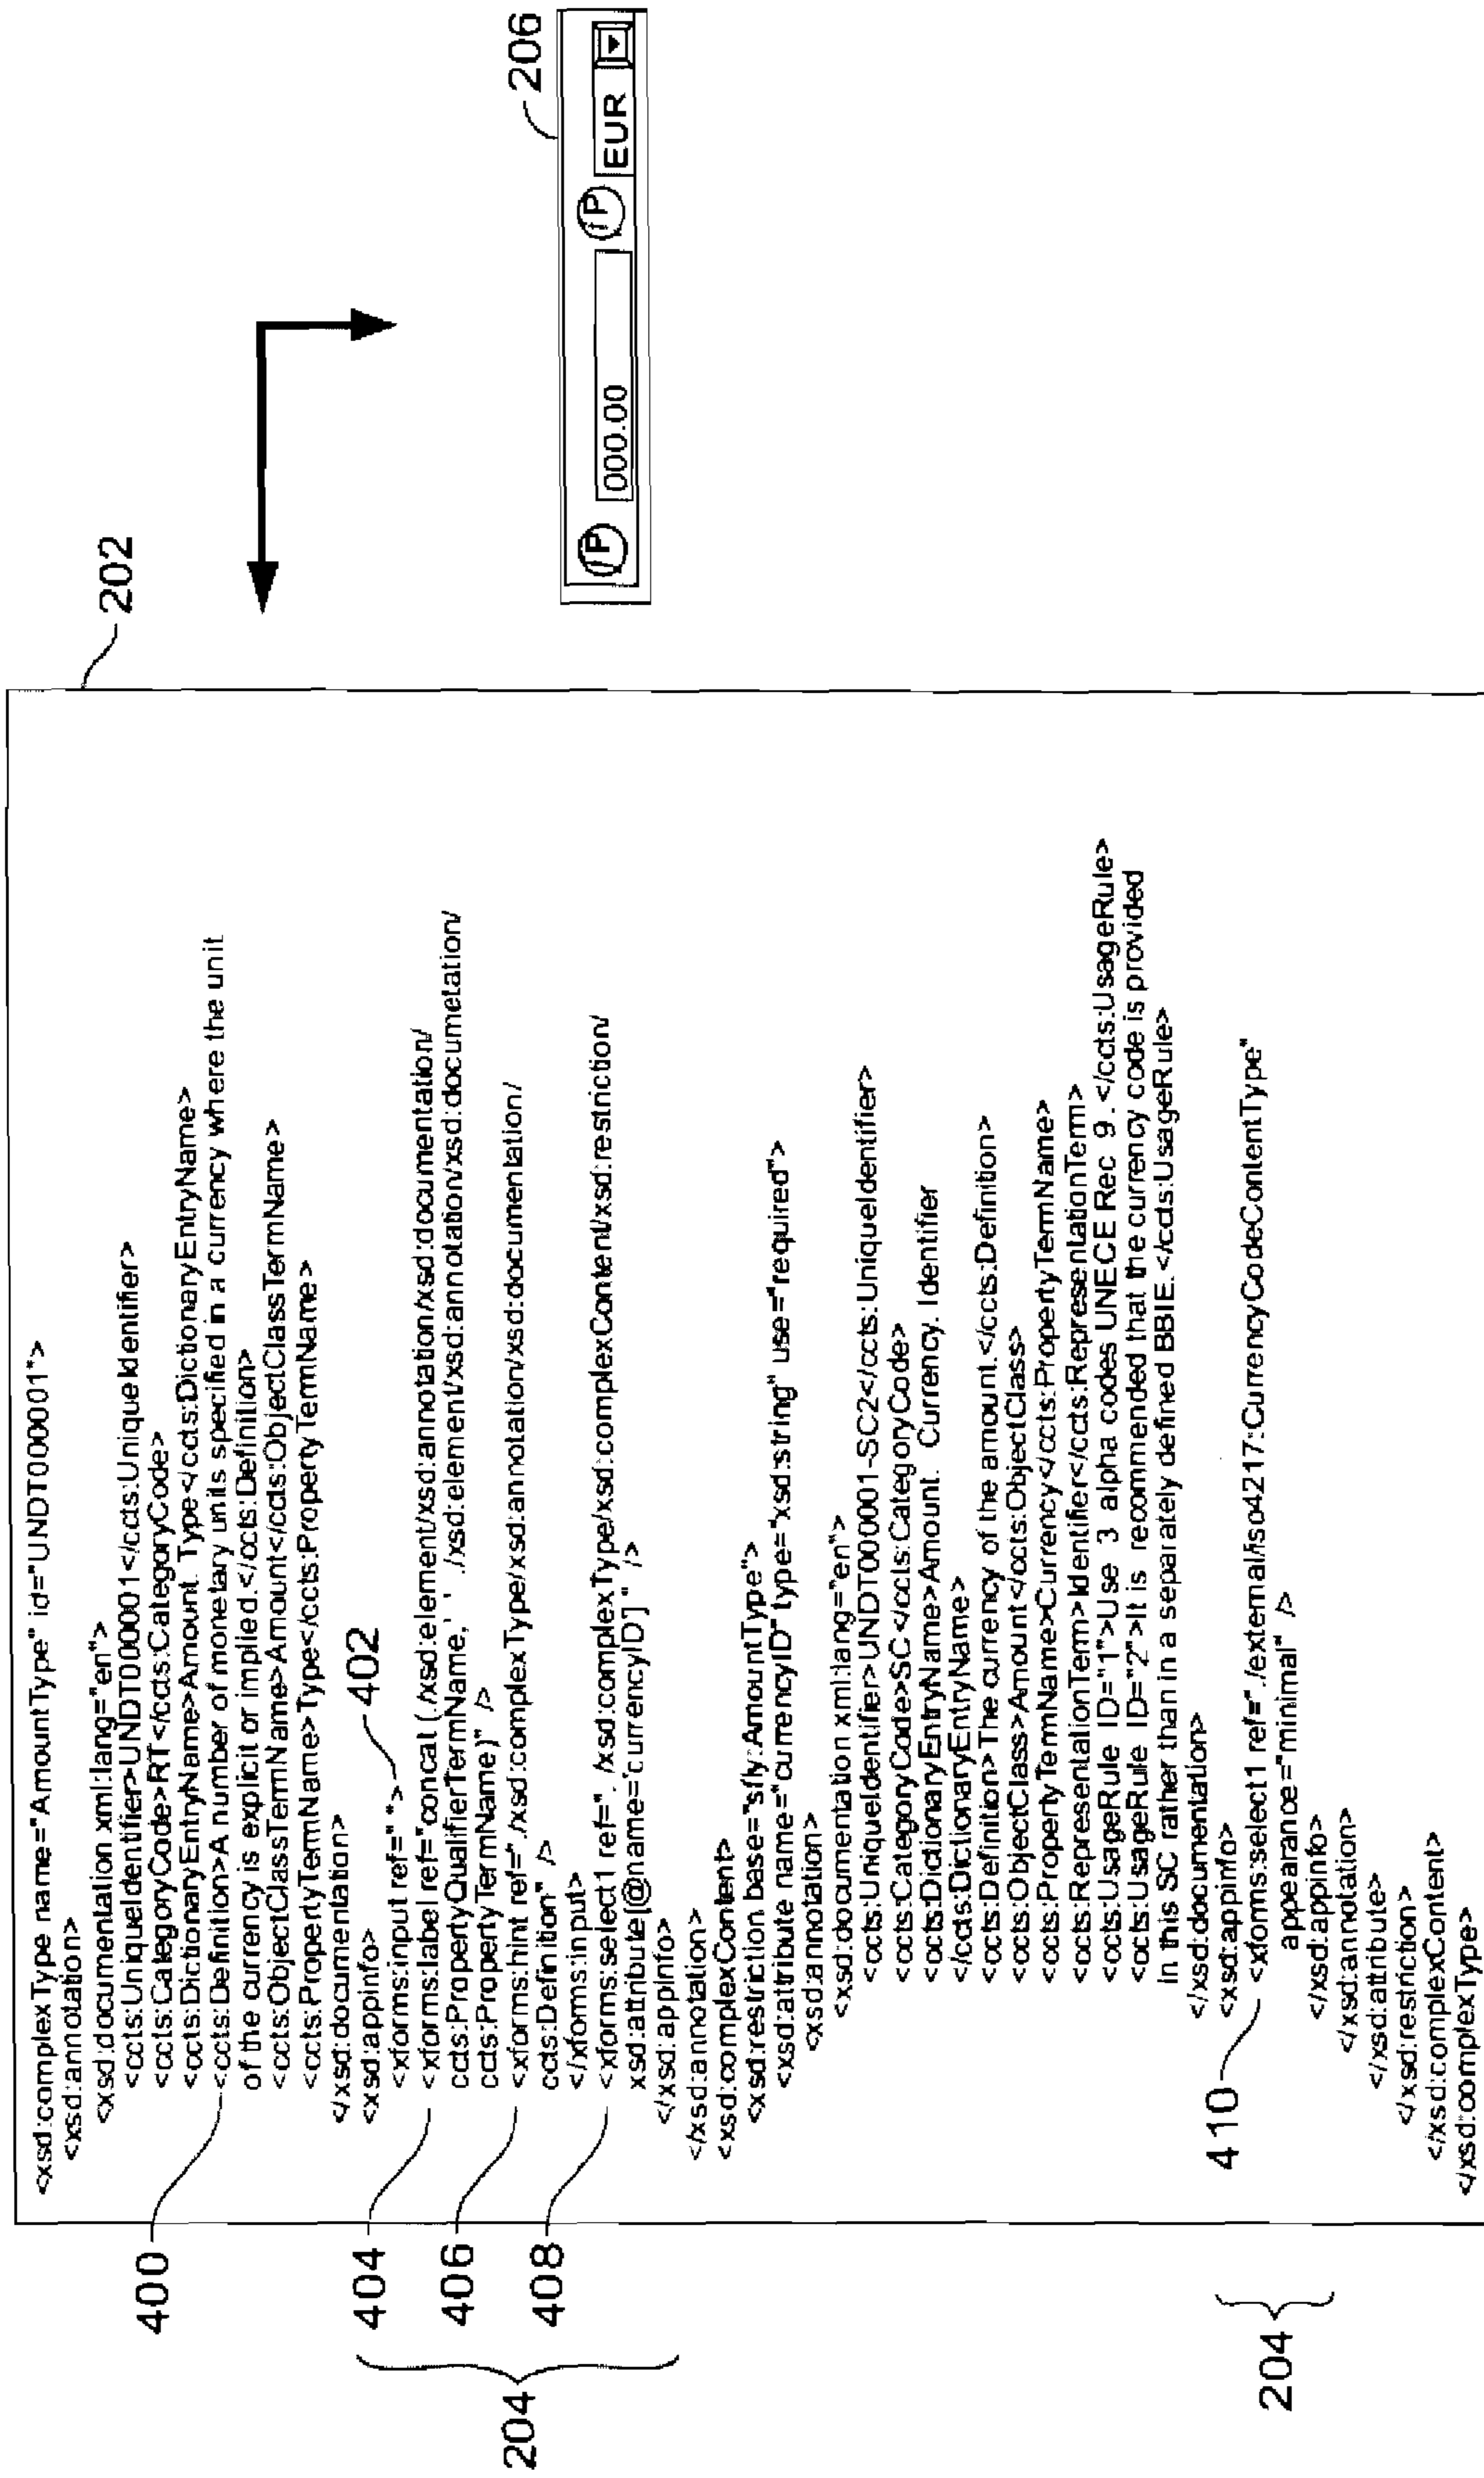 202
<xsd:complexType name="AmountType" id="UNDT000001">
<xsd:annotation>
<xsd:documentation xml:lang="en">
<ccts:UniqueIdentifier>UNDT00001</ccts:UniqueIdentifier>
<ccts:CategoryCode>RT</ccts:CategoryCode>
<ccts:DictionaryEntryName>Amount. Type</ccts:DictionaryEntryName>
400
<ccts:Definition>A number of monetary units specified in a currency where the unit
of the currency is explicit or implied.</ccts:Definition>
<ccts:ObjectClassTermName>Amount</ccts:ObjectClassTermName>
<ccts:PropertyTermName>Type</ccts:PropertyTermName>
</xsd:documentation>
<xsd:appinfo>
<xforms:input ref=".">
402
404
<xforms:label ref="concat (./xsd:element/xsd:annotation/xsd:documentation/
ccts:PropertyQualifierTermName, ' ' ./xsd:element/xsd:annotation/xsd:documetation/
ccts:PropertyTermName)" />
406
<xforms:hint ref="./xsd:complexType/xsd:annotation/xsd:documentation/
ccts:Definition" />
</xforms:input>
408
<xforms:select1 ref="./xsd:complexType/xsd:complexContent/xsd:restriction/
xsd:attribute[@name='currencyID'] " />
</xsd:appinfo>
204
</xsd:annotation>
<xsd:complexContent>
<xsd:restriction base="sfly:AmountType">
<xsd:attribute name="currencyID" type="xsd:string" use="required">
<xsd:annotation>
<xsd:documentation xml:lang="en">
<ccts:UniqueIdentifier>UNDT000001-SC2</ccts:UniqueIdentifier>
<ccts:CategoryCode>SC</ccts:CategoryCode>
<ccts:DictionaryEntryName>Amount. Currency. Identifier
</ccts:DictionaryEntryName>
<ccts:Definition>The currency of the amount.</ccts:Definition>
<ccts:ObjectClass>Amount</ccts:ObjectClass>
<ccts:PropertyTermName>Currency</ccts:PropertyTermName>
<ccts:RepresentationTerm>Identifier</ccts:RepresentationTerm>
<ccts:UsageRule ID="1">Use 3 alpha codes UNECE Rec 9 .</ccts:UsageRule>
<ccts:UsageRule ID="2">It is recommended that the currency code is provided
in this SC rather than in a separately defined BBIE.</ccts:UsageRule>
</xsd:documentation>
<xsd:appinfo>
410
<xforms:select1 ref="./external/iso4217:CurrencyCodeContentType"
appearance="minimal" />
</xsd:appinfo>
204
</xsd:annotation>
</xsd:attribute>
</xsd:restriction>
</xsd:complexContent>
</xsd:complexType>
206
P 000.00 P EUR